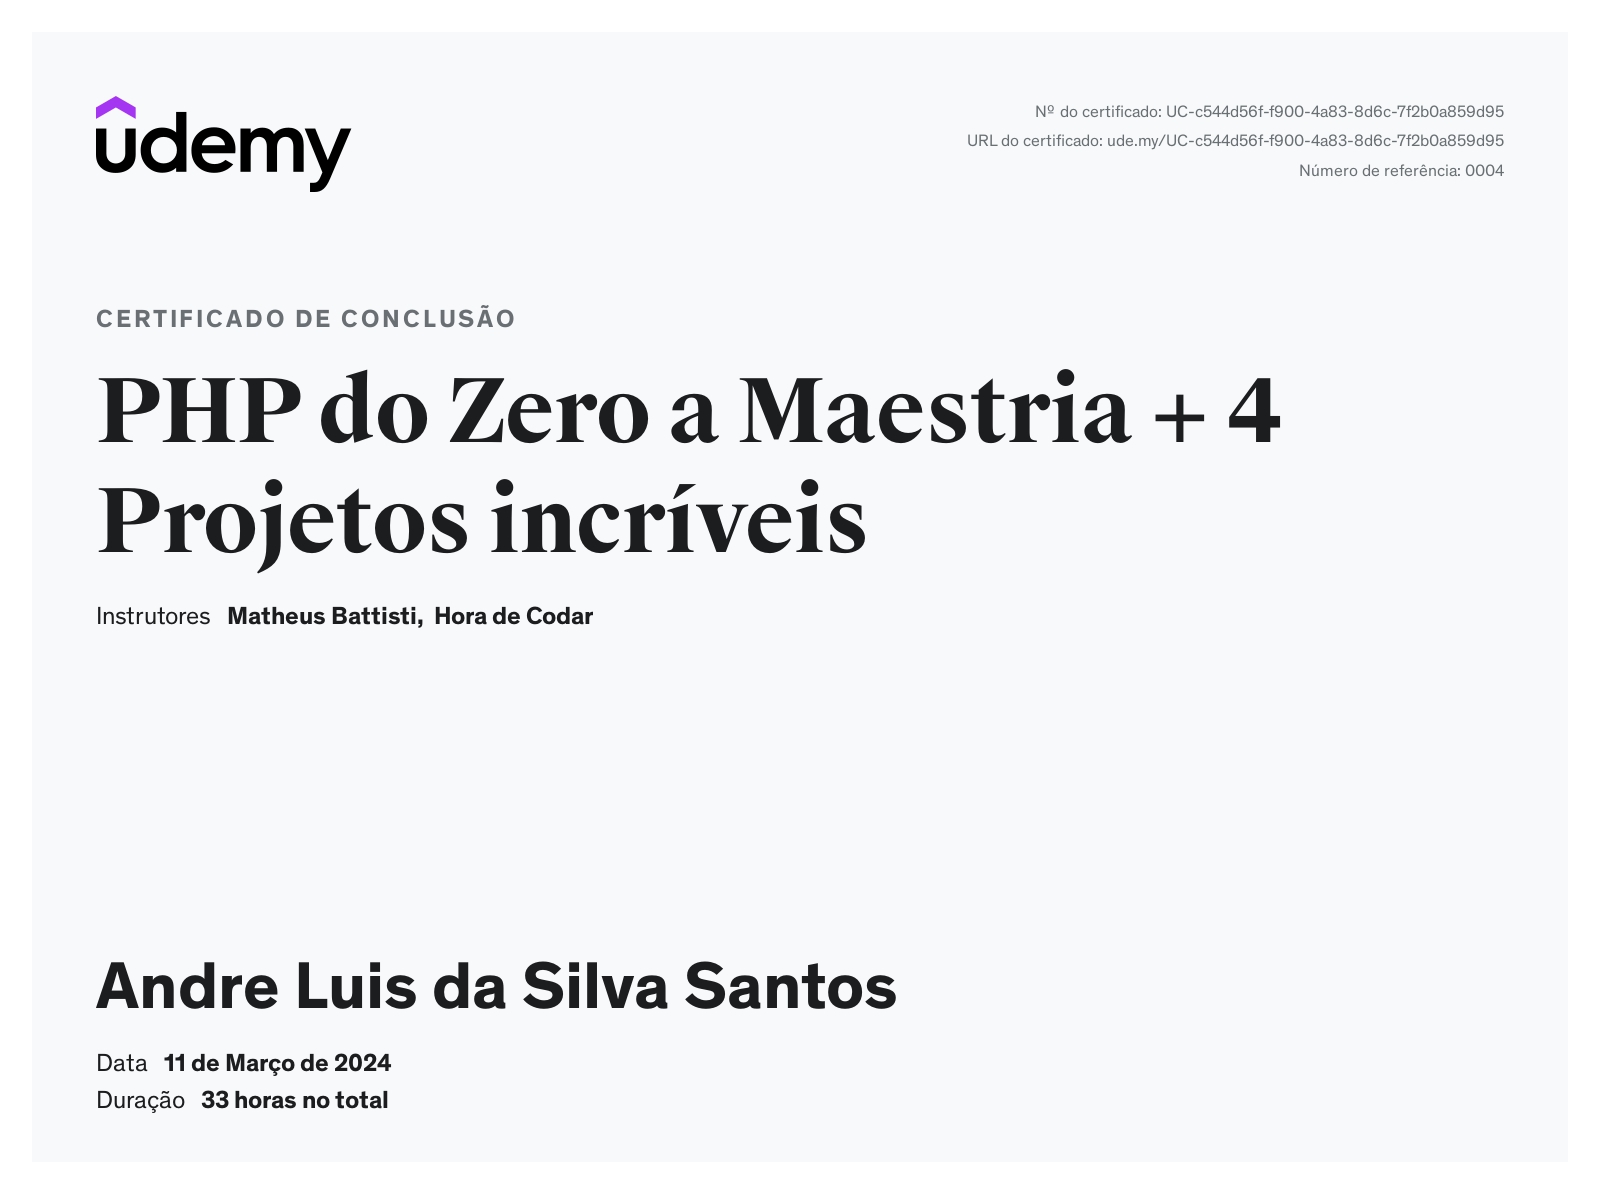 udemy
Nº do certificado: UC-c544d56f-f900-4a83-8d6c-7f2b0a859d95
URL do certificado: ude.my/UC-c544d56f-f900-4a83-8d6c-7f2b0a859d95
Número de referência: 0004
CERTIFICADO DE CONCLUSÃO
PHP do Zero a Maestria + 4
Projetos incríveis
Instrutores Matheus Battisti, Hora de Codar
Andre Luis da Silva Santos
Data 11 de Março de 2024
Duração 33 horas no total